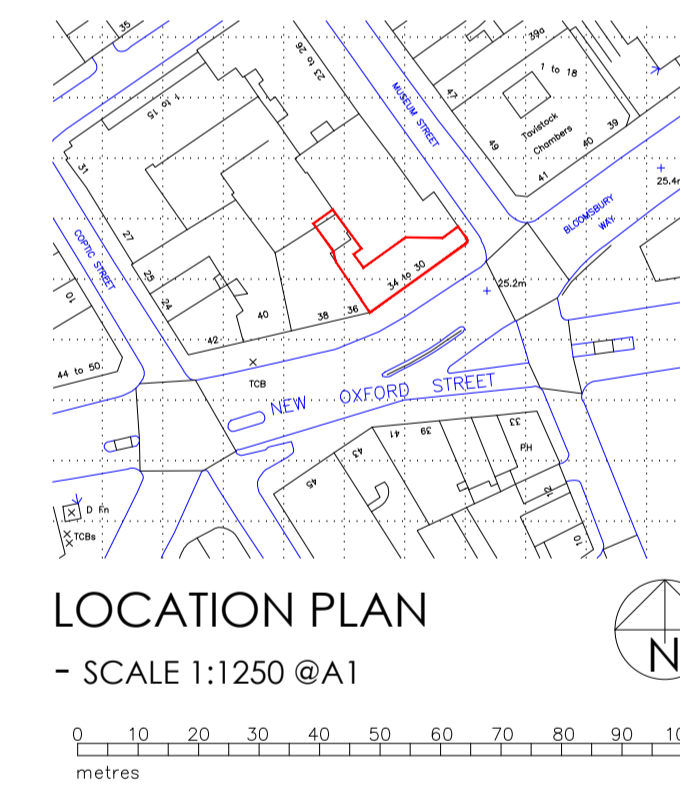 35
23 to 26
39a
1 to 18
47
1 to 15
MUSEUM STREET
49
Tavistock
Chambers
39
40
41
31
25.4m
BLOOMSBURY
WAY
27
COPTIC STREET
25
34 to 30
25.2m
10
24
40
38
36
42
44 to 50
TCB
NEW OXFORD STREET
33
39
41
43
PH
45
12
D Fn
TCBs
10
LOCATION PLAN
- SCALE 1:1250 @A1
N
0 10 20 30 40 50 60 70 80 90
metres